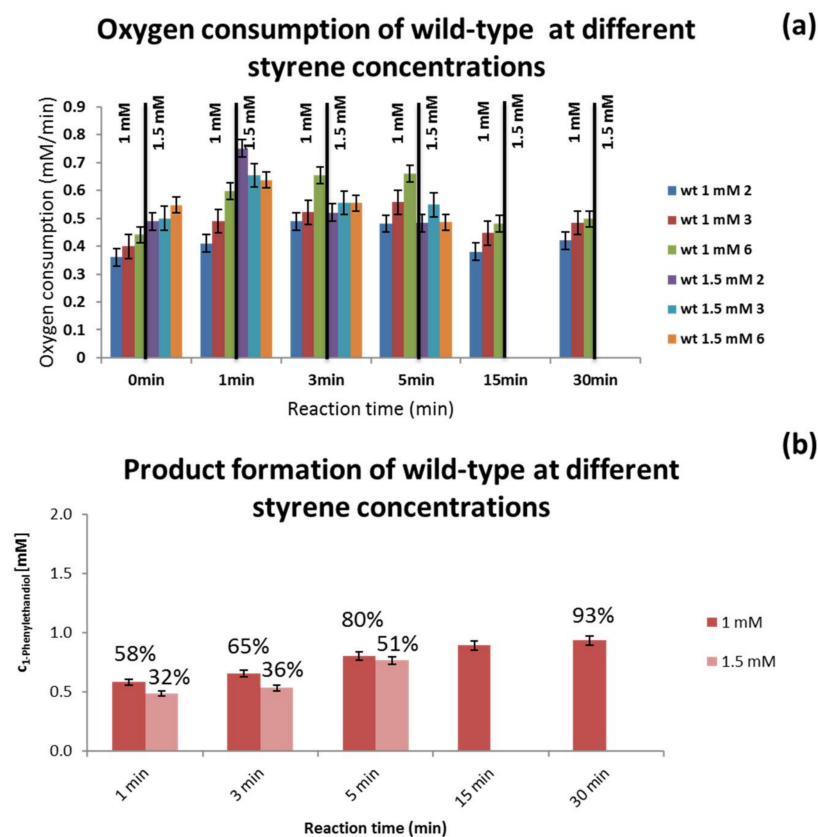 Oxygen consumption of wild-type at different
styrene concentrations
(a)
Oxygen consumption (mM/min)
0.9
0.8
0.7
0.6
0.5
0.4
0.3
0.2
0.1
0
1 mM 1.5 mM 1 mM 1.5 mM 1 mM 1.5 mM 1 mM 1.5 mM 1 mM 1.5 mM 1 mM 1.5 mM
0min 1min 3min 5min 15min 30min
Reaction time (min)
wt 1 mM 2
wt 1 mM 3
wt 1 mM 6
wt 1.5 mM 2
wt 1.5 mM 3
wt 1.5 mM 6
(b)
Product formation of wild-type at different
styrene concentrations
c1-Phenylethandiol [mM]
2.0
1.5
1.0
0.5
0.0
58% 32% 65% 36% 80% 51% 93%
1 min 3 min 5 min 15 min 30 min
Reaction time (min)
1 mM
1.5 mM